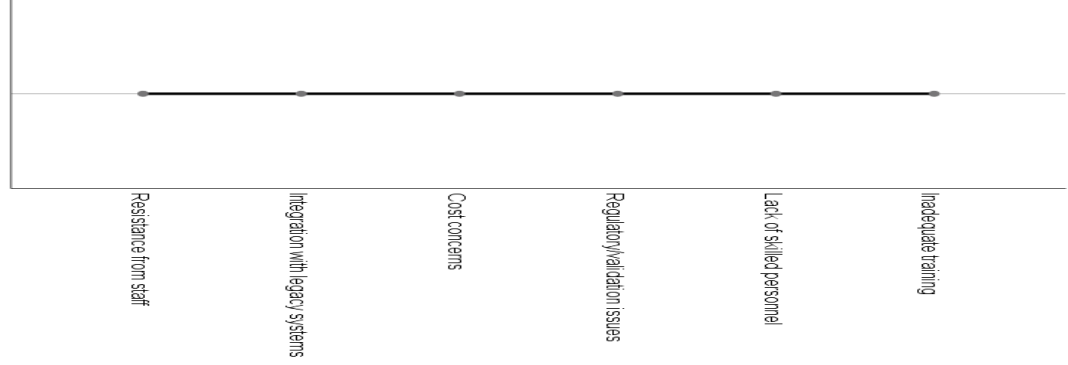 Resistance from staff
Integration with legacy systems
Cost concerns
Regulatory/validation issues
Lack of skilled personnel
Inadequate training